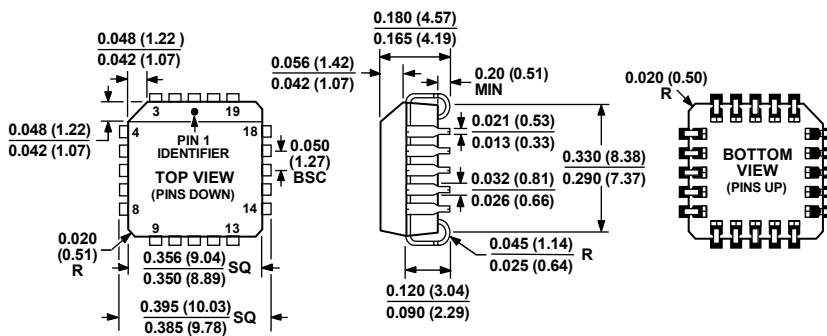 0.048 (1.22 )
0.042 (1.07)
0.048 (1.22)
0.042 (1.07)
3
19
4
18
PIN 1
IDENTIFIER
TOP VIEW
(PINS DOWN)
8
14
9
13
0.050
(1.27)
BSC
0.020
(0.51)
R
0.356 (9.04)
0.350 (8.89)
SQ
0.395 (10.03)
0.385 (9.78)
SQ
0.180 (4.57)
0.165 (4.19)
0.056 (1.42)
0.042 (1.07)
0.20 (0.51)
MIN
0.021 (0.53)
0.013 (0.33)
0.032 (0.81)
0.026 (0.66)
0.330 (8.38)
0.290 (7.37)
0.045 (1.14)
0.025 (0.64)
R
0.120 (3.04)
0.090 (2.29)
0.020 (0.50)
R
BOTTOM
VIEW
(PINS UP)